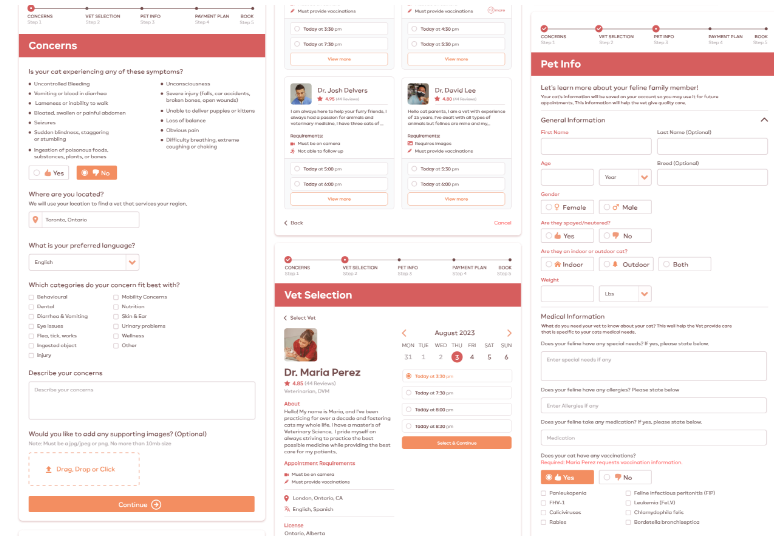 CONCERNS VET SELECTION PET INFO PAYMENT PLAN BOOK
Step 1 Step 2 Step 3 Step 4 Step 5
Concerns
Is your cat experiencing any of these symptoms?
Uncontrolled Bleeding
Vomiting or blood in diarrhea
Lameness or inability to walk
Bloated, swollen or painful abdomen
Seizures
Sudden blindness, staggering
or stumbling
Ingestion of poisonous foods,
substances, plants, or bones
Unconsciousness
Severe injury (falls, car accidents,
broken bones, open wounds)
Unable to deliver puppies or kittens
Loss of balance
Obvious pain
Difficulty breathing, extreme
coughing or choking
Yes
No
Where are you located?
We will use your location to find a vet that services your region.
Toronto, Ontario
What is your preferred language?
English
Which categories do your concern fit best with?
Behavioural
Dental
Diarrhea & Vomiting
Eye issues
Flea, tick, works
Ingested object
Injury
Mobility Concerns
Nutrition
Skin & Ear
Urinary problems
Wellness
Other
Describe your concerns
Describe your concerns
Would you like to add any supporting images? (Optional)
Note: Must be a jpg/jpeg or png. No more than 10mb size
Drag, Drop or Click
Continue
Must provide vaccinations
Today at 3:30 pm
Today at 7:30 pm
View more
Must provide vaccinations
Today at 4:30 pm
Today at 5:30 pm
View more
Dr. Josh Delvers
4.95 (49 Reviews)
I am always here to help your furry friends. I
always had a passion for animals and
veterinary medicine. I have three cats of ...
Requirements:
Must be on camera
Not able to follow up
Today at 5:00 pm
Today at 6:00 pm
View more
Dr. David Lee
4.80 (49 Reviews)
Hello cat parents. I am a vet with experience
of 15 years. I've dealt with all types of
animals but felines are mine and my...
Requirements:
Requires images
Must provide vaccinations
Today at 5:50 pm
Today at 6:00 pm
View more
Back
Cancel
CONCERNS VET SELECTION PET INFO PAYMENT PLAN BOOK
Step 1 Step 2 Step 3 Step 4 Step 5
Vet Selection
Select Vet
Dr. Maria Perez
4.85 (49 Reviews)
Veterinarian, DVM
About
Hello! My name is Maria, and I've been
practicing for over a decade and fostering
cats my whole life. I have a master's of
Veterinary Science. I pride myself on
always striving to practice the best
possible medicine while providing the best
care for my patients.
Appointment Requirements
Must be on camera
Must provide vaccinations
London, Ontario, CA
English, Spanish
License
Ontario, Alberta
August 2023
MON TUE WED THU FRI SAT SUN
31 1 2 3 4 5 6
Today at 3:30 pm
Today at 7:30 pm
Today at 8:00 pm
Today at 8:30 pm
Select & Continue
CONCERNS VET SELECTION PET INFO PAYMENT PLAN BOOK
Step 1 Step 2 Step 3 Step 4 Step 5
Pet Info
Let's learn more about your feline family member!
Your cat's information will be saved on your account so you may use it for future
appointments. This information will help the vet give quality care.
General Information
First Name
Last Name (Optional)
Age
Year
Breed (Optional)
Gender
Female
Male
Are they spayed/neutered?
Yes
No
Are they an indoor or outdoor cat?
Indoor
Outdoor
Both
Weight
Lbs
Medical Information
What do you need your vet to know about your cat? This will help the Vet provide care
that is specific to your cats medical needs.
Does your feline have any special needs? If yes, please state below.
Enter special needs if any
Does your feline have any allergies? Please state below
Enter Allergies if any
Does your feline take any medication? If yes, please state below.
Medication
Does your cat have any vaccinations?
Required: Maria Perez requests vaccination information.
Yes
No
Panleukopenia
FHV-1
Caliciviruses
Rabies
Feline infectious peritonitis (FIP)
Leukemia (FeLV)
Chlamydophila felis
Bordetella bronchiseptica